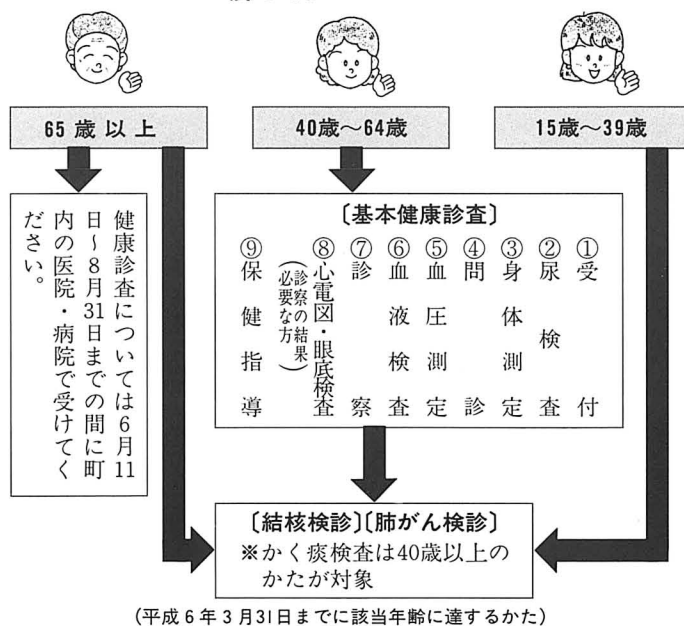 65歳以上
40歳〜64歳
15歳〜39歳
健康診査については6月11
日〜8月31日までの間に町
内の医院・病院で受けてく
ださい。
〔基本健康診査〕
①受付
②尿検査
③身体測定
④問診
⑤血圧測定
⑥血液検査
⑦診察
⑧心電図・眼底検査
(診察の結果
必要な方)
⑨保健指導
〔結核検診〕〔肺がん検診〕
※かく痰検査は40歳以上の
かたが対象
(平成6年3月31日までに該当年齢に達するかた)